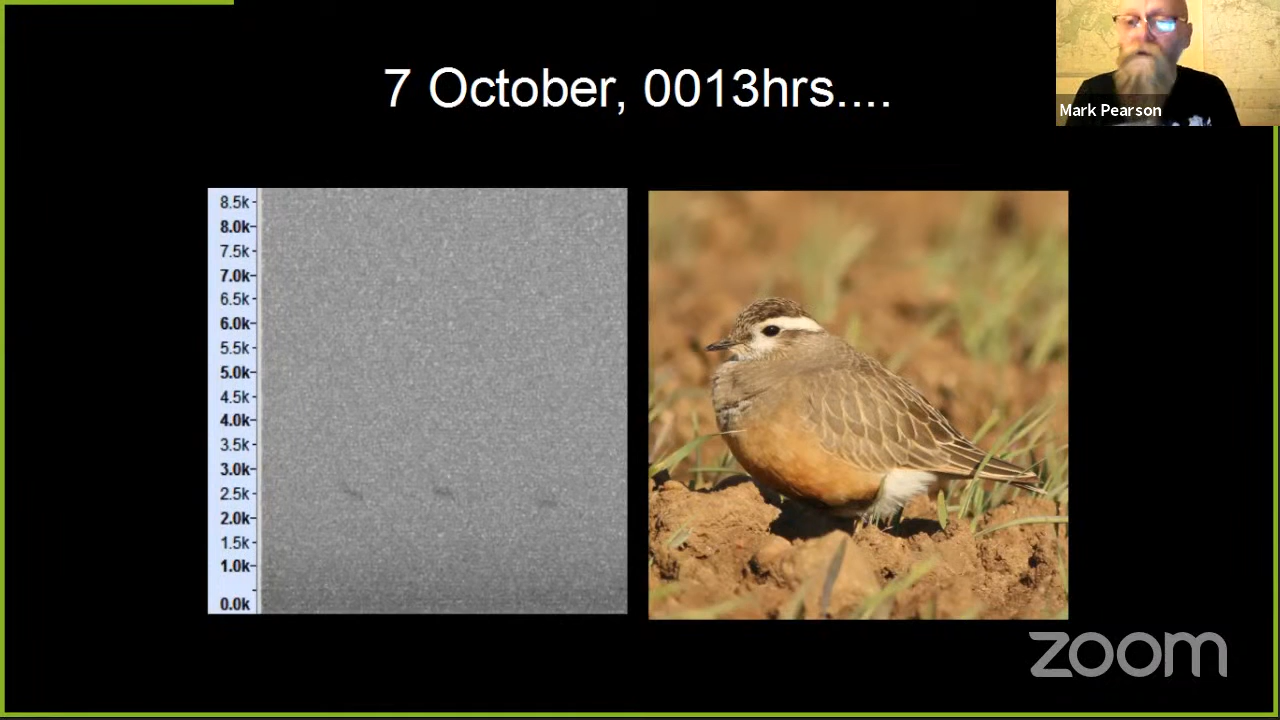 7 October, 0013hrs....
Mark Pearson
8.5k
8.0k
7.5k
7.0k
6.5k
6.0k
5.5k
5.0k
4.5k
4.0k
3.5k
3.0k
2.5k
2.0k
1.5k
1.0k
0.0k
zoom